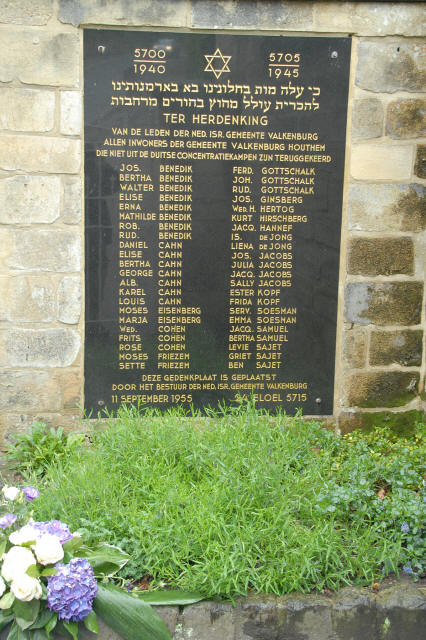 5700 5705
1940 1945
כי עלה מות בחלונינו בא בארמנותינו
להכרית עולל מחוץ בחורים מרחבות
TER HERDENKING
VAN DE LEDEN DER NED. ISR. GEMEENTE VALKENBURG
ALLEN INWONERS DER GEMEENTE VALKENBURG HOUTHEM
DIE NIET UIT DE DUITSE CONCENTRATIEKAMPEN ZIJN TERUGGEKEERD
JOS. BENEDIK
BERTHA BENEDIK
WALTER BENEDIK
ELISE BENEDIK
ERNA BENEDIK
MATHILDE BENEDIK
ROB. BENEDIK
RUD. BENEDIK
DANIEL CAHN
ELISE CAHN
BERTHA CAHN
GEORGE CAHN
ALB. CAHN
KAREL CAHN
LOUIS CAHN
MOSES EISENBERG
MARJA EISENBERG
WED. COHEN
FRITS COHEN
ROSE COHEN
MOSES FRIEZEM
SETTE FRIEZEM
FERD. GOTTSCHALK
JOH. GOTTSCHALK
RUD. GOTTSCHALK
JOS. GINSBERG
WED. H. HERTOG
KURT HIRSCHBERG
JACQ. HANNEF
IS. DE JONG
LIENA DE JONG
JOS. JACOBS
JULIA JACOBS
JACQ. JACOBS
SALLY JACOBS
ESTER KOPF
FRIDA KOPF
SERV. SOESMAN
EMMA SOESMAN
JACQ. SAMUEL
BERTHA SAMUEL
LEVIE SAJET
GRIET SAJET
BEN SAJET
DEZE GEDENKPLAAT IS GEPLAATST
DOOR HET BESTUUR DER NED. ISR. GEMEENTE VALKENBURG
11 SEPTEMBER 1955 24 ELOEL 5715